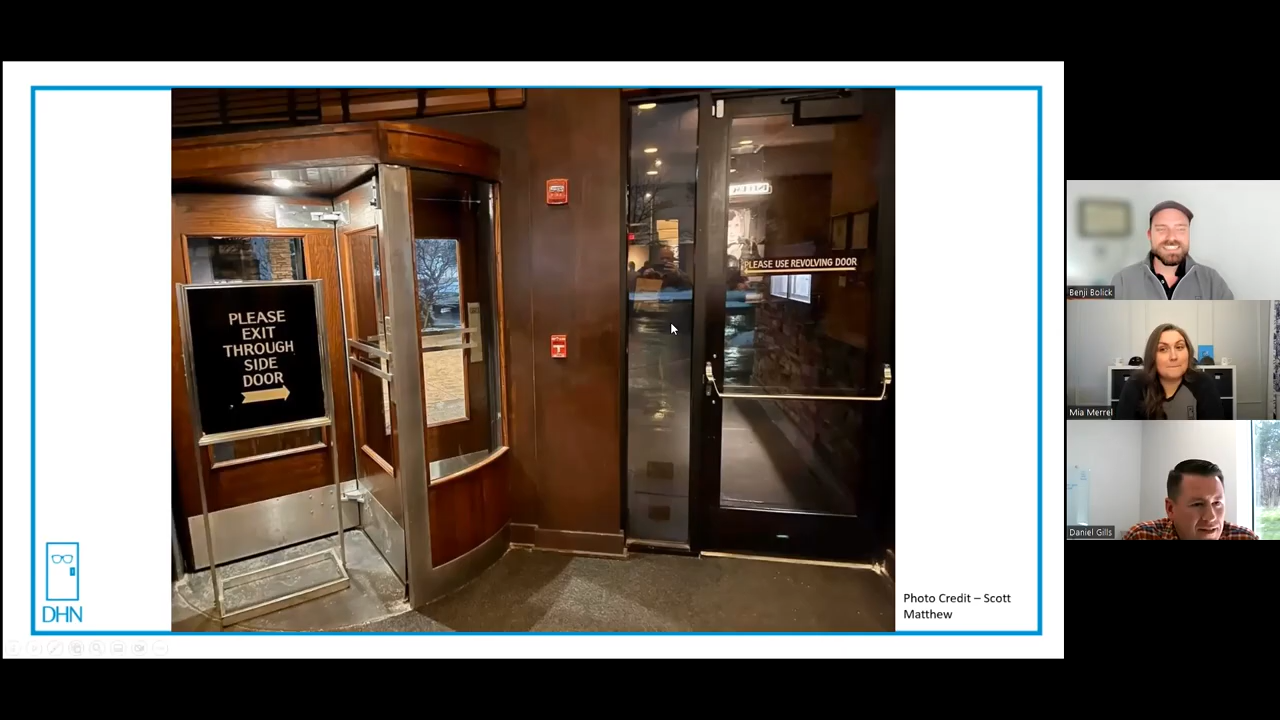 PLEASE
EXIT
THROUGH
SIDE
DOOR
PLEASE USE REVOLVING DOOR
DHN
Photo Credit – Scott
Matthew
Benji Bolick
Mia Merrel
Daniel Gills